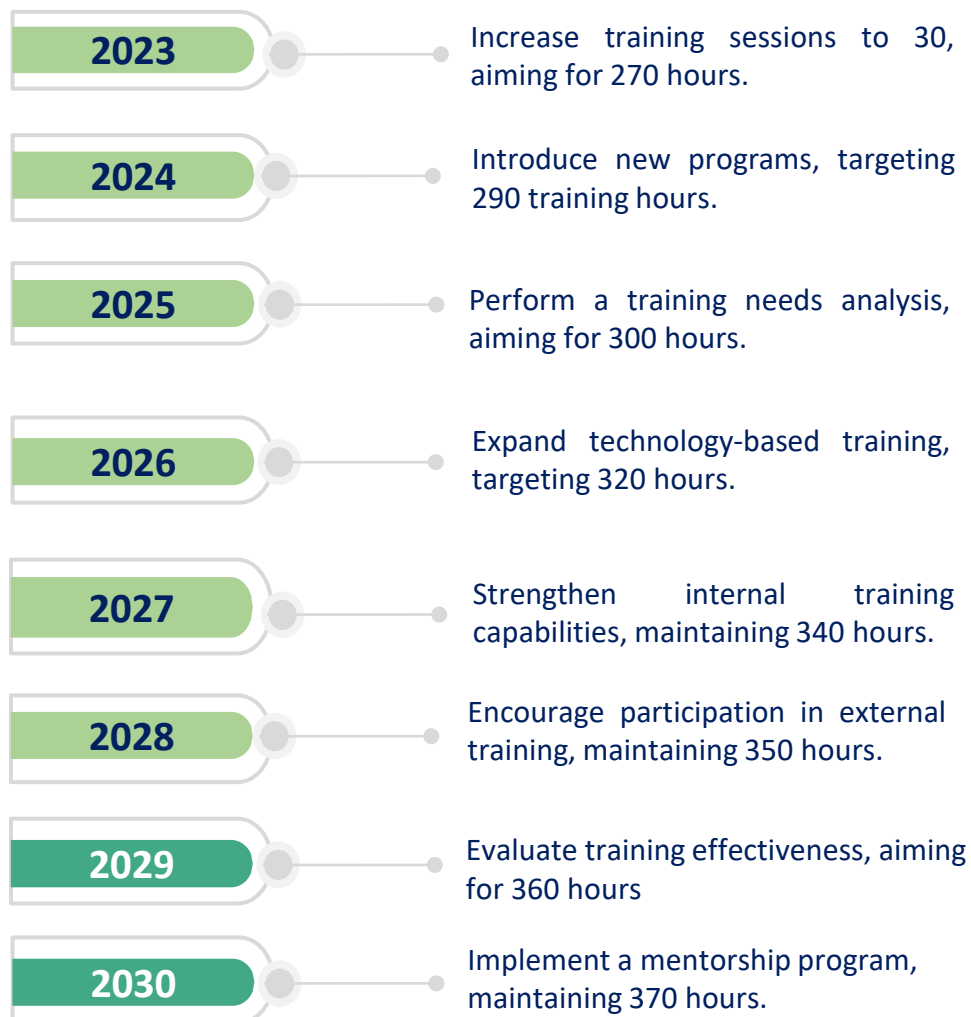 2023
Increase training sessions to 30,
aiming for 270 hours.
2024
Introduce new programs, targeting
290 training hours.
2025
Perform a training needs analysis,
aiming for 300 hours.
2026
Expand technology-based training,
targeting 320 hours.
2027
Strengthen internal training
capabilities, maintaining 340 hours.
2028
Encourage participation in external
training, maintaining 350 hours.
2029
Evaluate training effectiveness, aiming
for 360 hours
2030
Implement a mentorship program,
maintaining 370 hours.